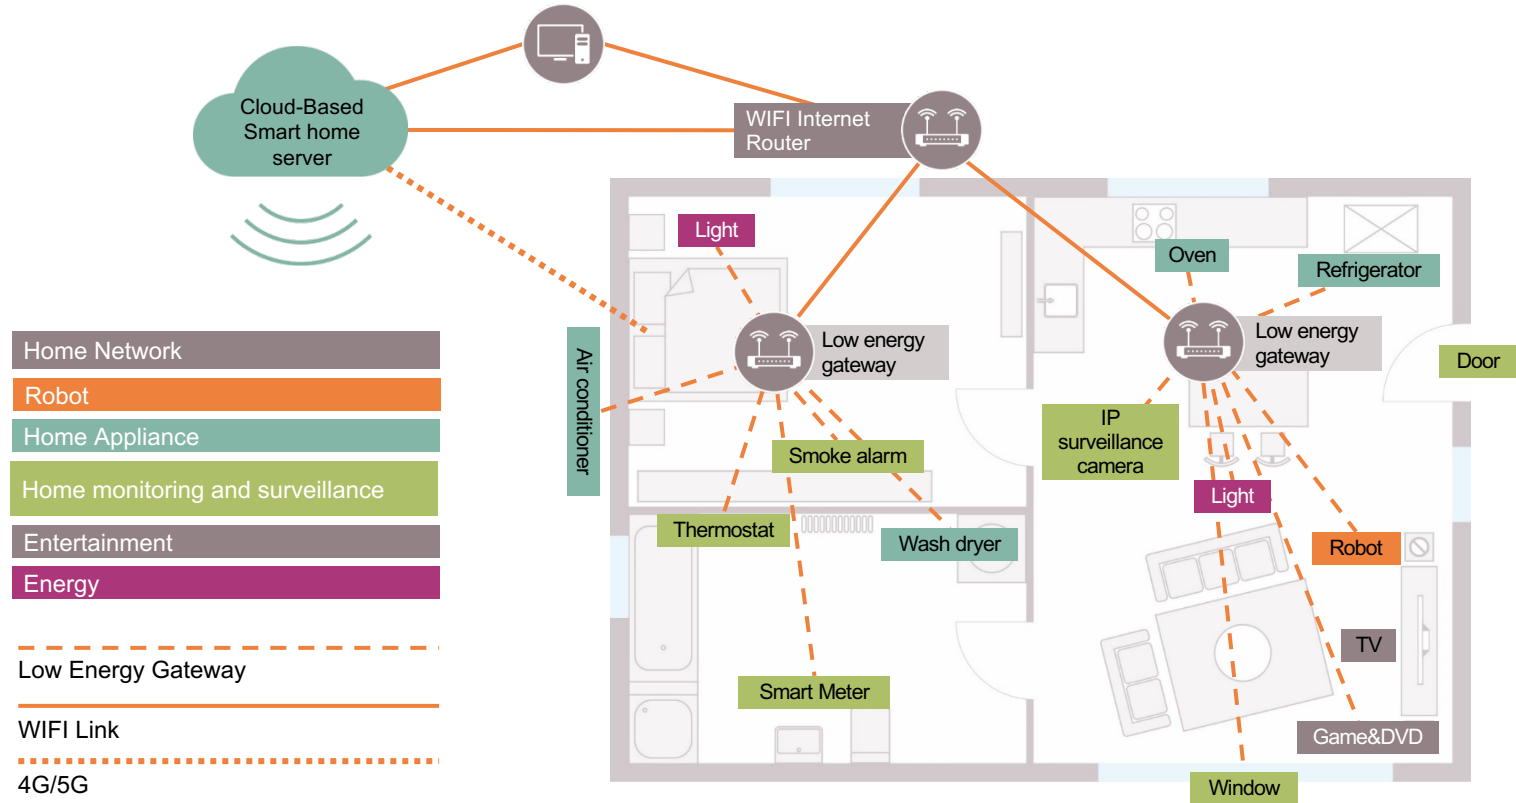 Cloud-Based
Smart home
server
WIFI Internet
Router
Light
Oven
Refrigerator
Low energy
gateway
Low energy
gateway
Door
Air conditioner
IP
surveillance
camera
Smoke alarm
Light
Thermostat
Wash dryer
Robot
TV
Smart Meter
Game&DVD
Window
Home Network
Robot
Home Appliance
Home monitoring and surveillance
Entertainment
Energy
Low Energy Gateway
WIFI Link
4G/5G